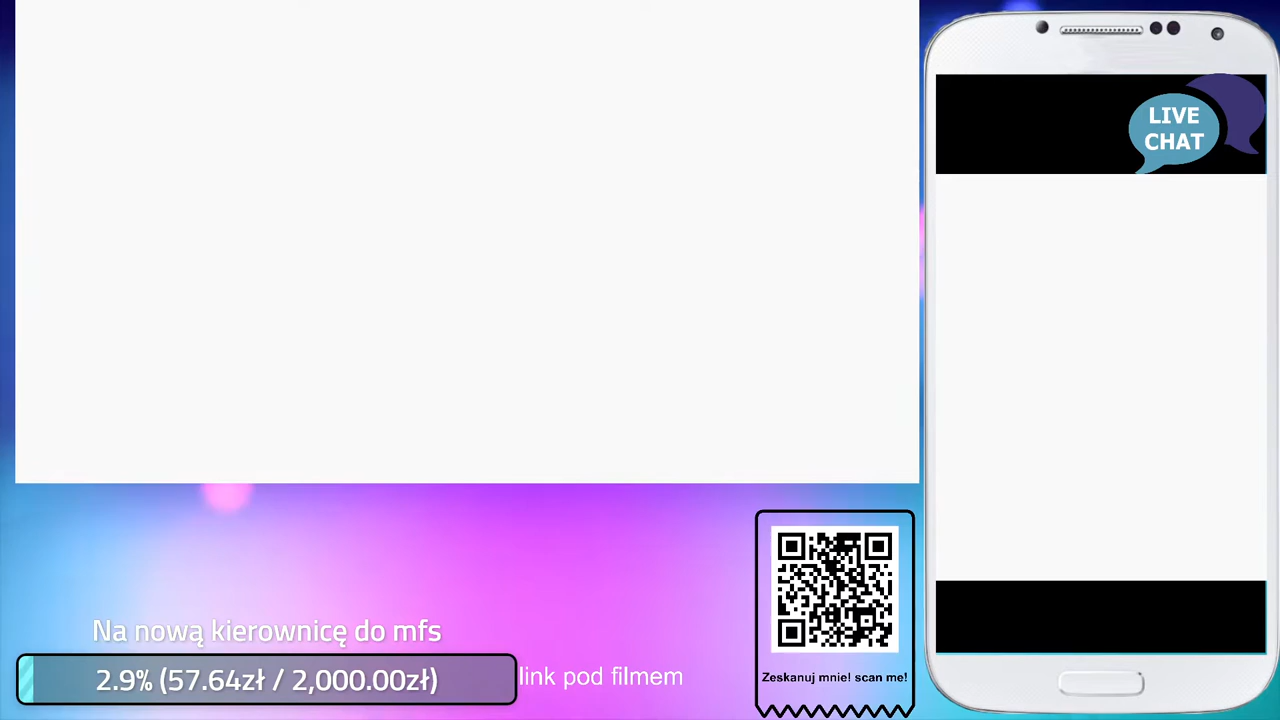 LIVE
CHAT
Na nową kierownicę do mfs
2.9% (57.64zł / 2,000.00zł)
link pod filmem
Zeskanuj mnie! scan me!